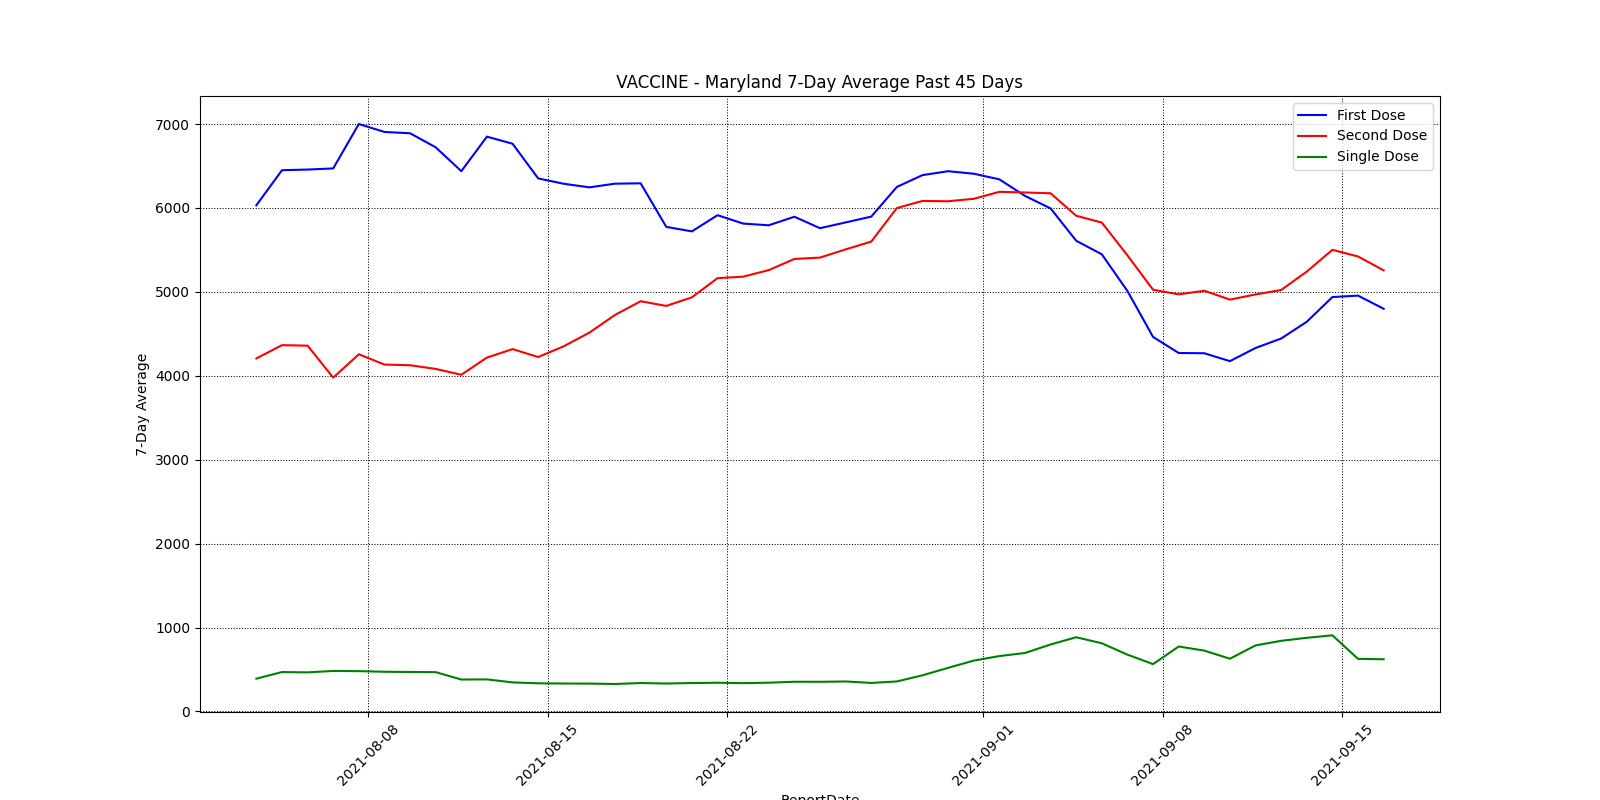 VACCINE - Maryland 7-Day Average Past 45 Days
First Dose
Second Dose
Single Dose
7-Day Average
7000
6000
5000
4000
3000
2000
1000
0
2021-08-08
2021-08-15
2021-08-22
2021-09-01
2021-09-08
2021-09-15
ReportDate